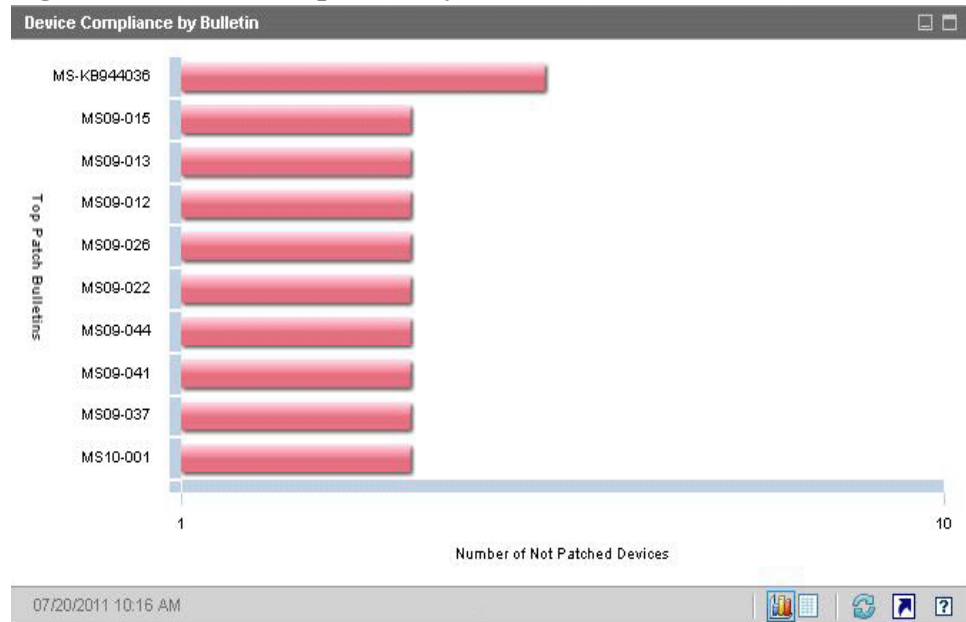 Device Compliance by Bulletin
Top Patch Bulletins
MS-KB944036
MS09-015
MS09-013
MS09-012
MS09-026
MS09-022
MS09-044
MS09-041
MS09-037
MS10-001
1
10
Number of Not Patched Devices
07/20/2011 10:16 AM
?